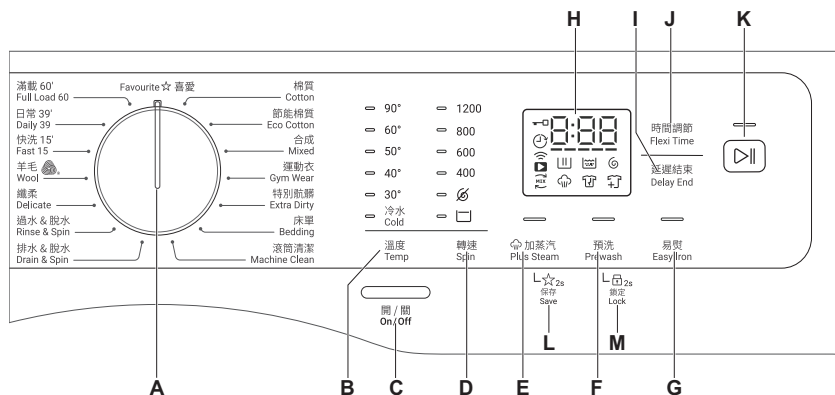 H
I
J
K
滿載 60'
Full Load 60
日常 39'
Daily 39
快洗 15'
Fast 15
羊毛
Wool
纖柔
Delicate
過水 & 脫水
Rinse & Spin
排水 & 脫水
Drain & Spin
Favourite ☆ 喜愛
棉質
Cotton
節能棉質
Eco Cotton
合成
Mixed
運動衣
Gym Wear
特別骯髒
Extra Dirty
床單
Bedding
滾筒清潔
Machine Clean
90°
60°
50°
40°
30°
冷水
Cold
溫度
Temp
1200
800
600
400
轉速
Spin
8:88
MIX
時間調節
Flexi Time
延遲結束
Delay End
加蒸汽
Plus Steam
預洗
Prewash
易熨
Easy Iron
☆2s
保存
Save
2s
鎖定
Lock
開 / 關
On/Off
A
B
C
D
E
F
G
L
M